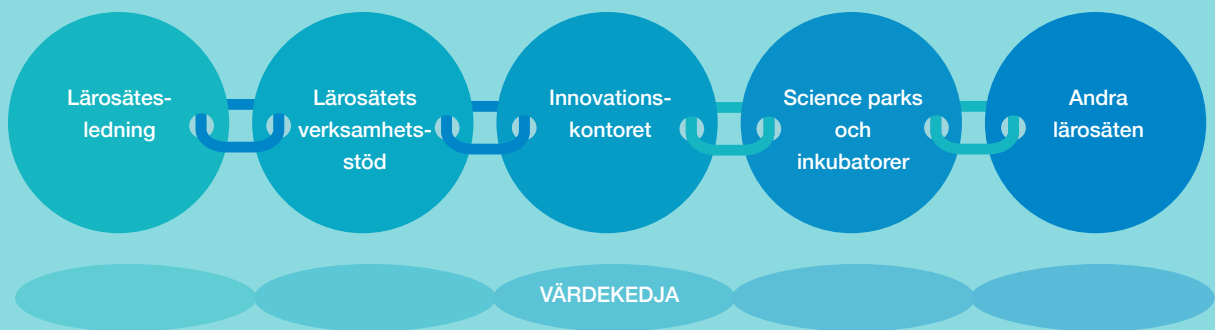 Lärosätes-
ledning
Lärosätets
verksamhets-
stöd
Innovations-
kontoret
Science parks
och
inkubatorer
Andra
lärosäten
VÄRDEKEDJA